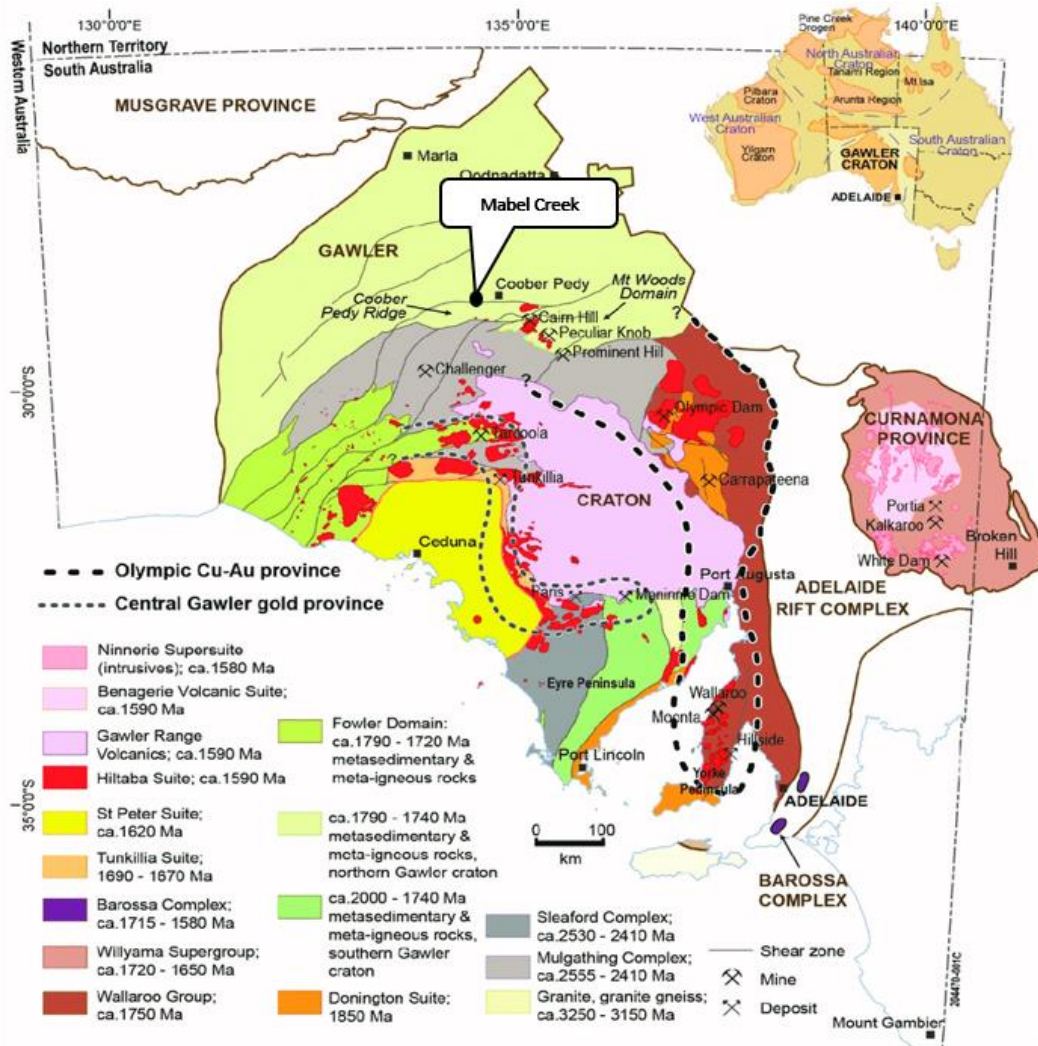 130°0'0"E
135°0'0"E
140°0'0"E
Northern Territory
South Australia
Western Australia
MUSGRAVE PROVINCE
Marla
Oodnadatta
Mabel Creek
GAWLER
Coober Pedy
Coober
Pedy Ridge
Mt Woods
Domain
?
Cairn Hill
Peculiar Knob
Prominent Hill
Challenger
?
30°0'0"S
Olympic Dam
Tarcoola
?
Tunkillia
CRATON
Carrapateena
CURNAMONA
PROVINCE
Portia
Kalkaroo
White Dam
Broken
Hill
Ceduna
Port Augusta
ADELAIDE
RIFT COMPLEX
Paris
Menninnie Dam
Eyre Peninsula
Wallaroo
Moonta
Hillside
Port Lincoln
Yorke
Peninsula
ADELAIDE
35°0'0"S
0 100
km
BAROSSA
COMPLEX
Mount Gambier
204470-001C
Pine Creek
Orogen
North Australian
Craton
Tanami Region
Mt Isa
Pilbara
Craton
Arunta Region
West Australian
Craton
Yilgarn
Craton
South Australian
Craton
GAWLER
CRATON
ADELAIDE
Olympic Cu-Au province
Central Gawler gold province
Ninnerie Supersuite
(intrusives); ca.1580 Ma
Benagerie Volcanic Suite;
ca.1590 Ma
Gawler Range
Volcanics; ca.1590 Ma
Hiltaba Suite; ca.1590 Ma
St Peter Suite;
ca.1620 Ma
Tunkillia Suite;
1690 - 1670 Ma
Barossa Complex;
ca.1715 - 1580 Ma
Willyama Supergroup;
ca.1720 - 1650 Ma
Wallaroo Group;
ca.1750 Ma
Fowler Domain:
ca.1790 - 1720 Ma
metasedimentary &
meta-igneous rocks
ca.1790 - 1740 Ma
metasedimentary &
meta-igneous rocks,
northern Gawler craton
ca.2000 - 1740 Ma
metasedimentary &
meta-igneous rocks,
southern Gawler
craton
Donington Suite;
1850 Ma
Sleaford Complex;
ca.2530 - 2410 Ma
Mulgathing Complex;
ca.2555 - 2410 Ma
Granite, granite gneiss;
ca.3250 - 3150 Ma
Shear zone
Mine
Deposit